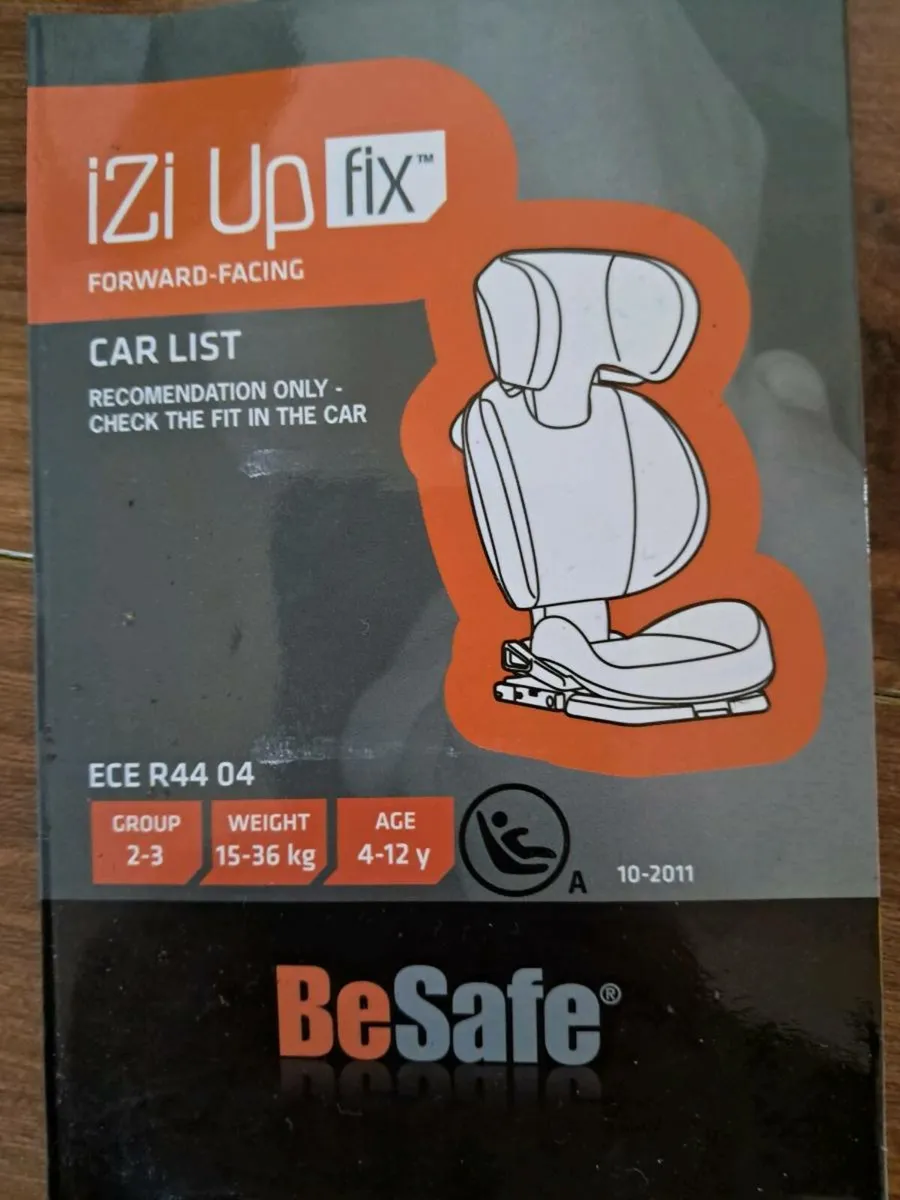 iZi Up fix™
FORWARD-FACING
CAR LIST
RECOMENDATION ONLY -
CHECK THE FIT IN THE CAR
ECE R44 04
GROUP
2-3
WEIGHT
15-36 kg
AGE
4-12 y
A
10-2011
BeSafe®